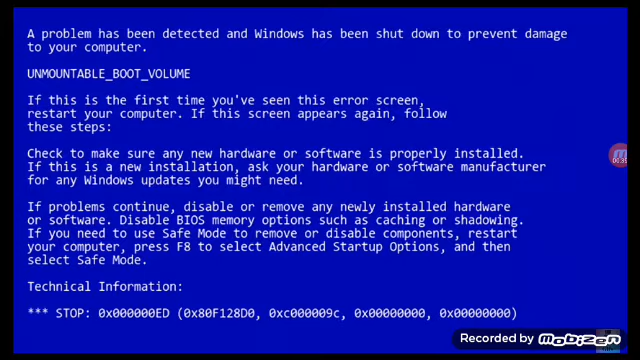 A problem has been detected and Windows has been shut down to prevent damage
to your computer.
UNMOUNTABLE_BOOT_VOLUME
If this is the first time you've seen this error screen,
restart your computer. If this screen appears again, follow
these steps:
Check to make sure any new hardware or software is properly installed.
If this is a new installation, ask your hardware or software manufacturer
for any Windows updates you might need.
If problems continue, disable or remove any newly installed hardware
or software. Disable BIOS memory options such as caching or shadowing.
If you need to use Safe Mode to remove or disable components, restart
your computer, press F8 to select Advanced Startup Options, and then
select Safe Mode.
Technical Information:
*** STOP: 0x000000ED (0x80F128D0, 0xc000009c, 0x00000000, 0x00000000)
Recorded by Mobizen